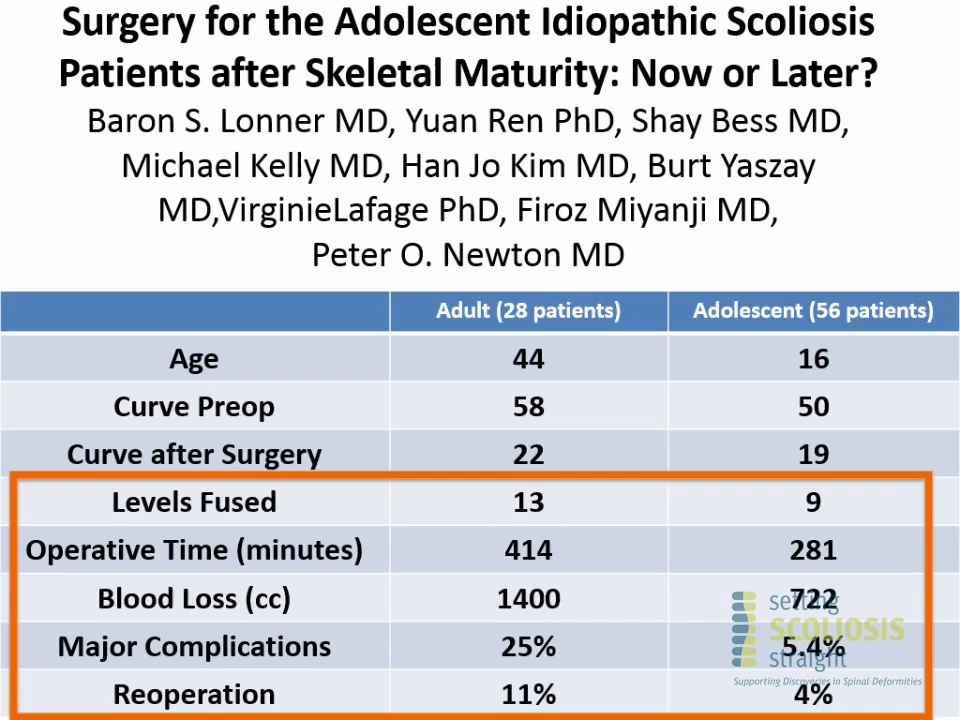 Surgery for the Adolescent Idiopathic Scoliosis
Patients after Skeletal Maturity: Now or Later?
Baron S. Lonner MD, Yuan Ren PhD, Shay Bess MD,
Michael Kelly MD, Han Jo Kim MD, Burt Yaszay
MD,VirginieLafage PhD, Firoz Miyanji MD,
Peter O. Newton MD
Adult (28 patients) Adolescent (56 patients)
Age 44 16
Curve Preop 58 50
Curve after Surgery 22 19
Levels Fused 13 9
Operative Time (minutes) 414 281
Blood Loss (cc) 1400 722
Major Complications 25% 5.4%
Reoperation 11% 4%
setting
SCOLIOSIS
straight
Supporting Discoveries in Spinal Deformities